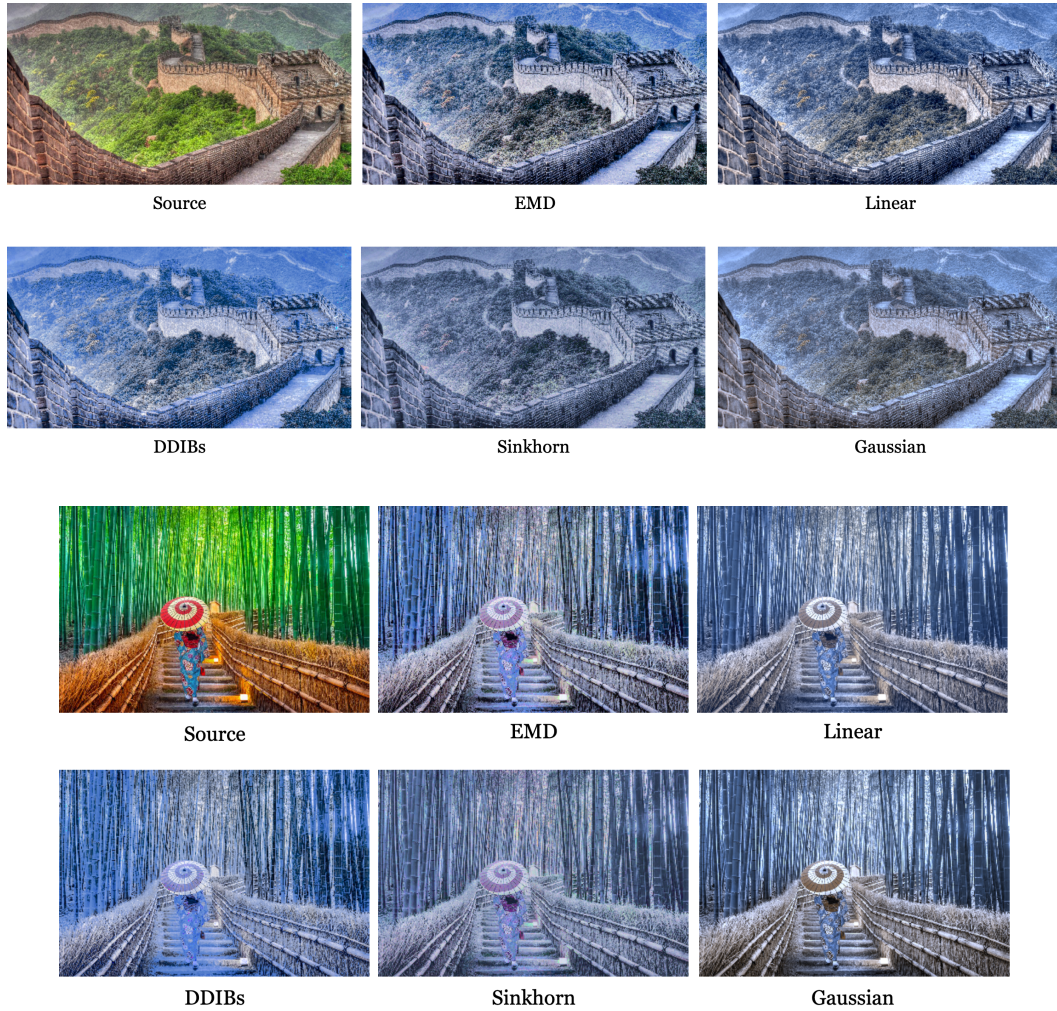 Source
EMD
Linear
DDIBs
Sinkhorn
Gaussian
Source
EMD
Linear
DDIBs
Sinkhorn
Gaussian